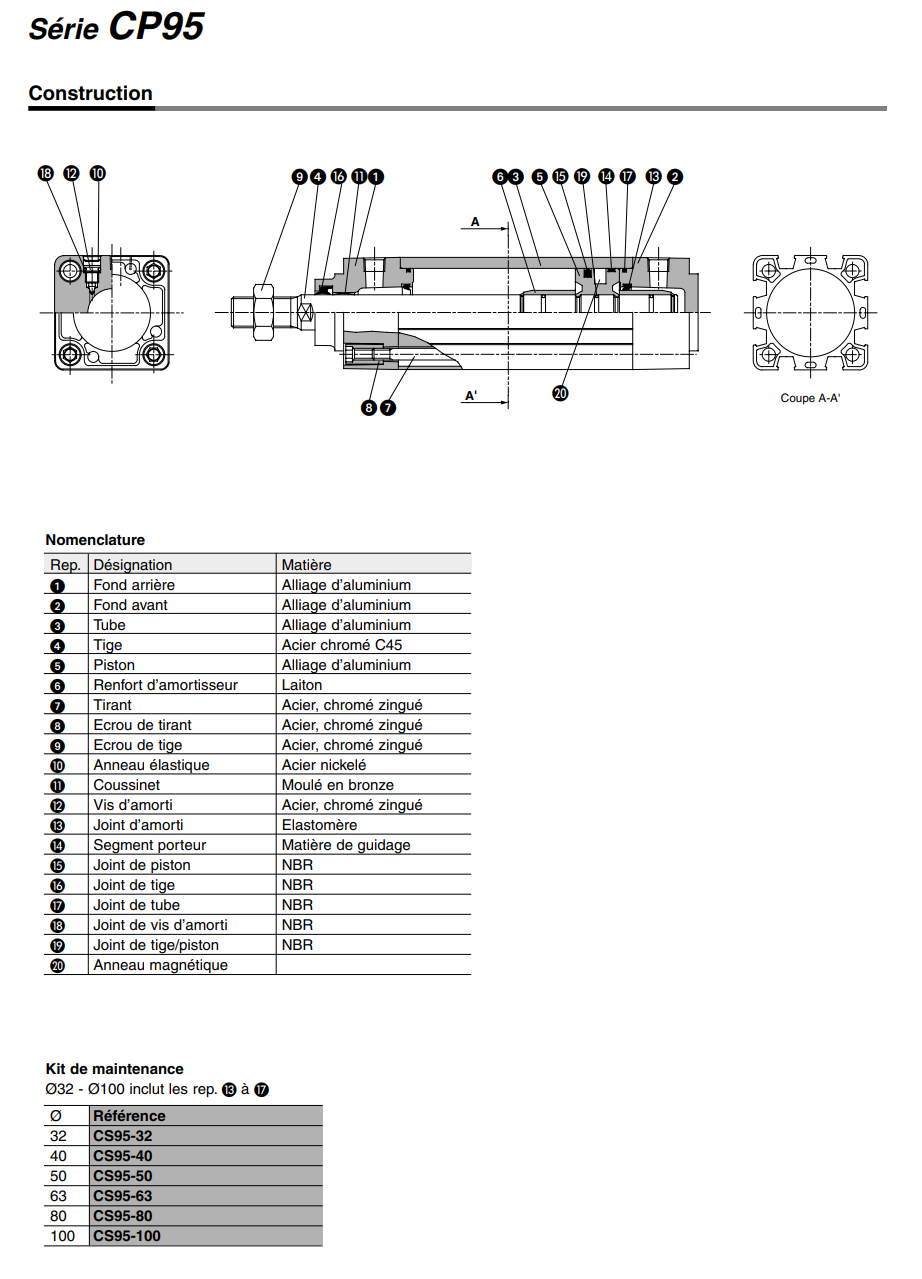 Série CP95
Construction
18 12 10 9 4 16 11 1 6 3 5 15 19 14 17 13 2
A
A'
8 7
20
Coupe A-A'
Nomenclature
Rep. Désignation Matière
1 Fond arrière Alliage d'aluminium
2 Fond avant Alliage d'aluminium
3 Tube Alliage d'aluminium
4 Tige Acier chromé C45
5 Piston Alliage d'aluminium
6 Renfort d'amortisseur Laiton
7 Tirant Acier, chromé zingué
8 Ecrou de tirant Acier, chromé zingué
9 Ecrou de tige Acier, chromé zingué
10 Anneau élastique Acier nickelé
11 Coussinet Moulé en bronze
12 Vis d'amorti Acier, chromé zingué
13 Joint d'amorti Elastomère
14 Segment porteur Matière de guidage
15 Joint de piston NBR
16 Joint de tige NBR
17 Joint de tube NBR
18 Joint de vis d'amorti NBR
19 Joint de tige/piston NBR
20 Anneau magnétique
Kit de maintenance
Ø32 - Ø100 inclut les rep. 13 à 17
Ø Référence
32 CS95-32
40 CS95-40
50 CS95-50
63 CS95-63
80 CS95-80
100 CS95-100